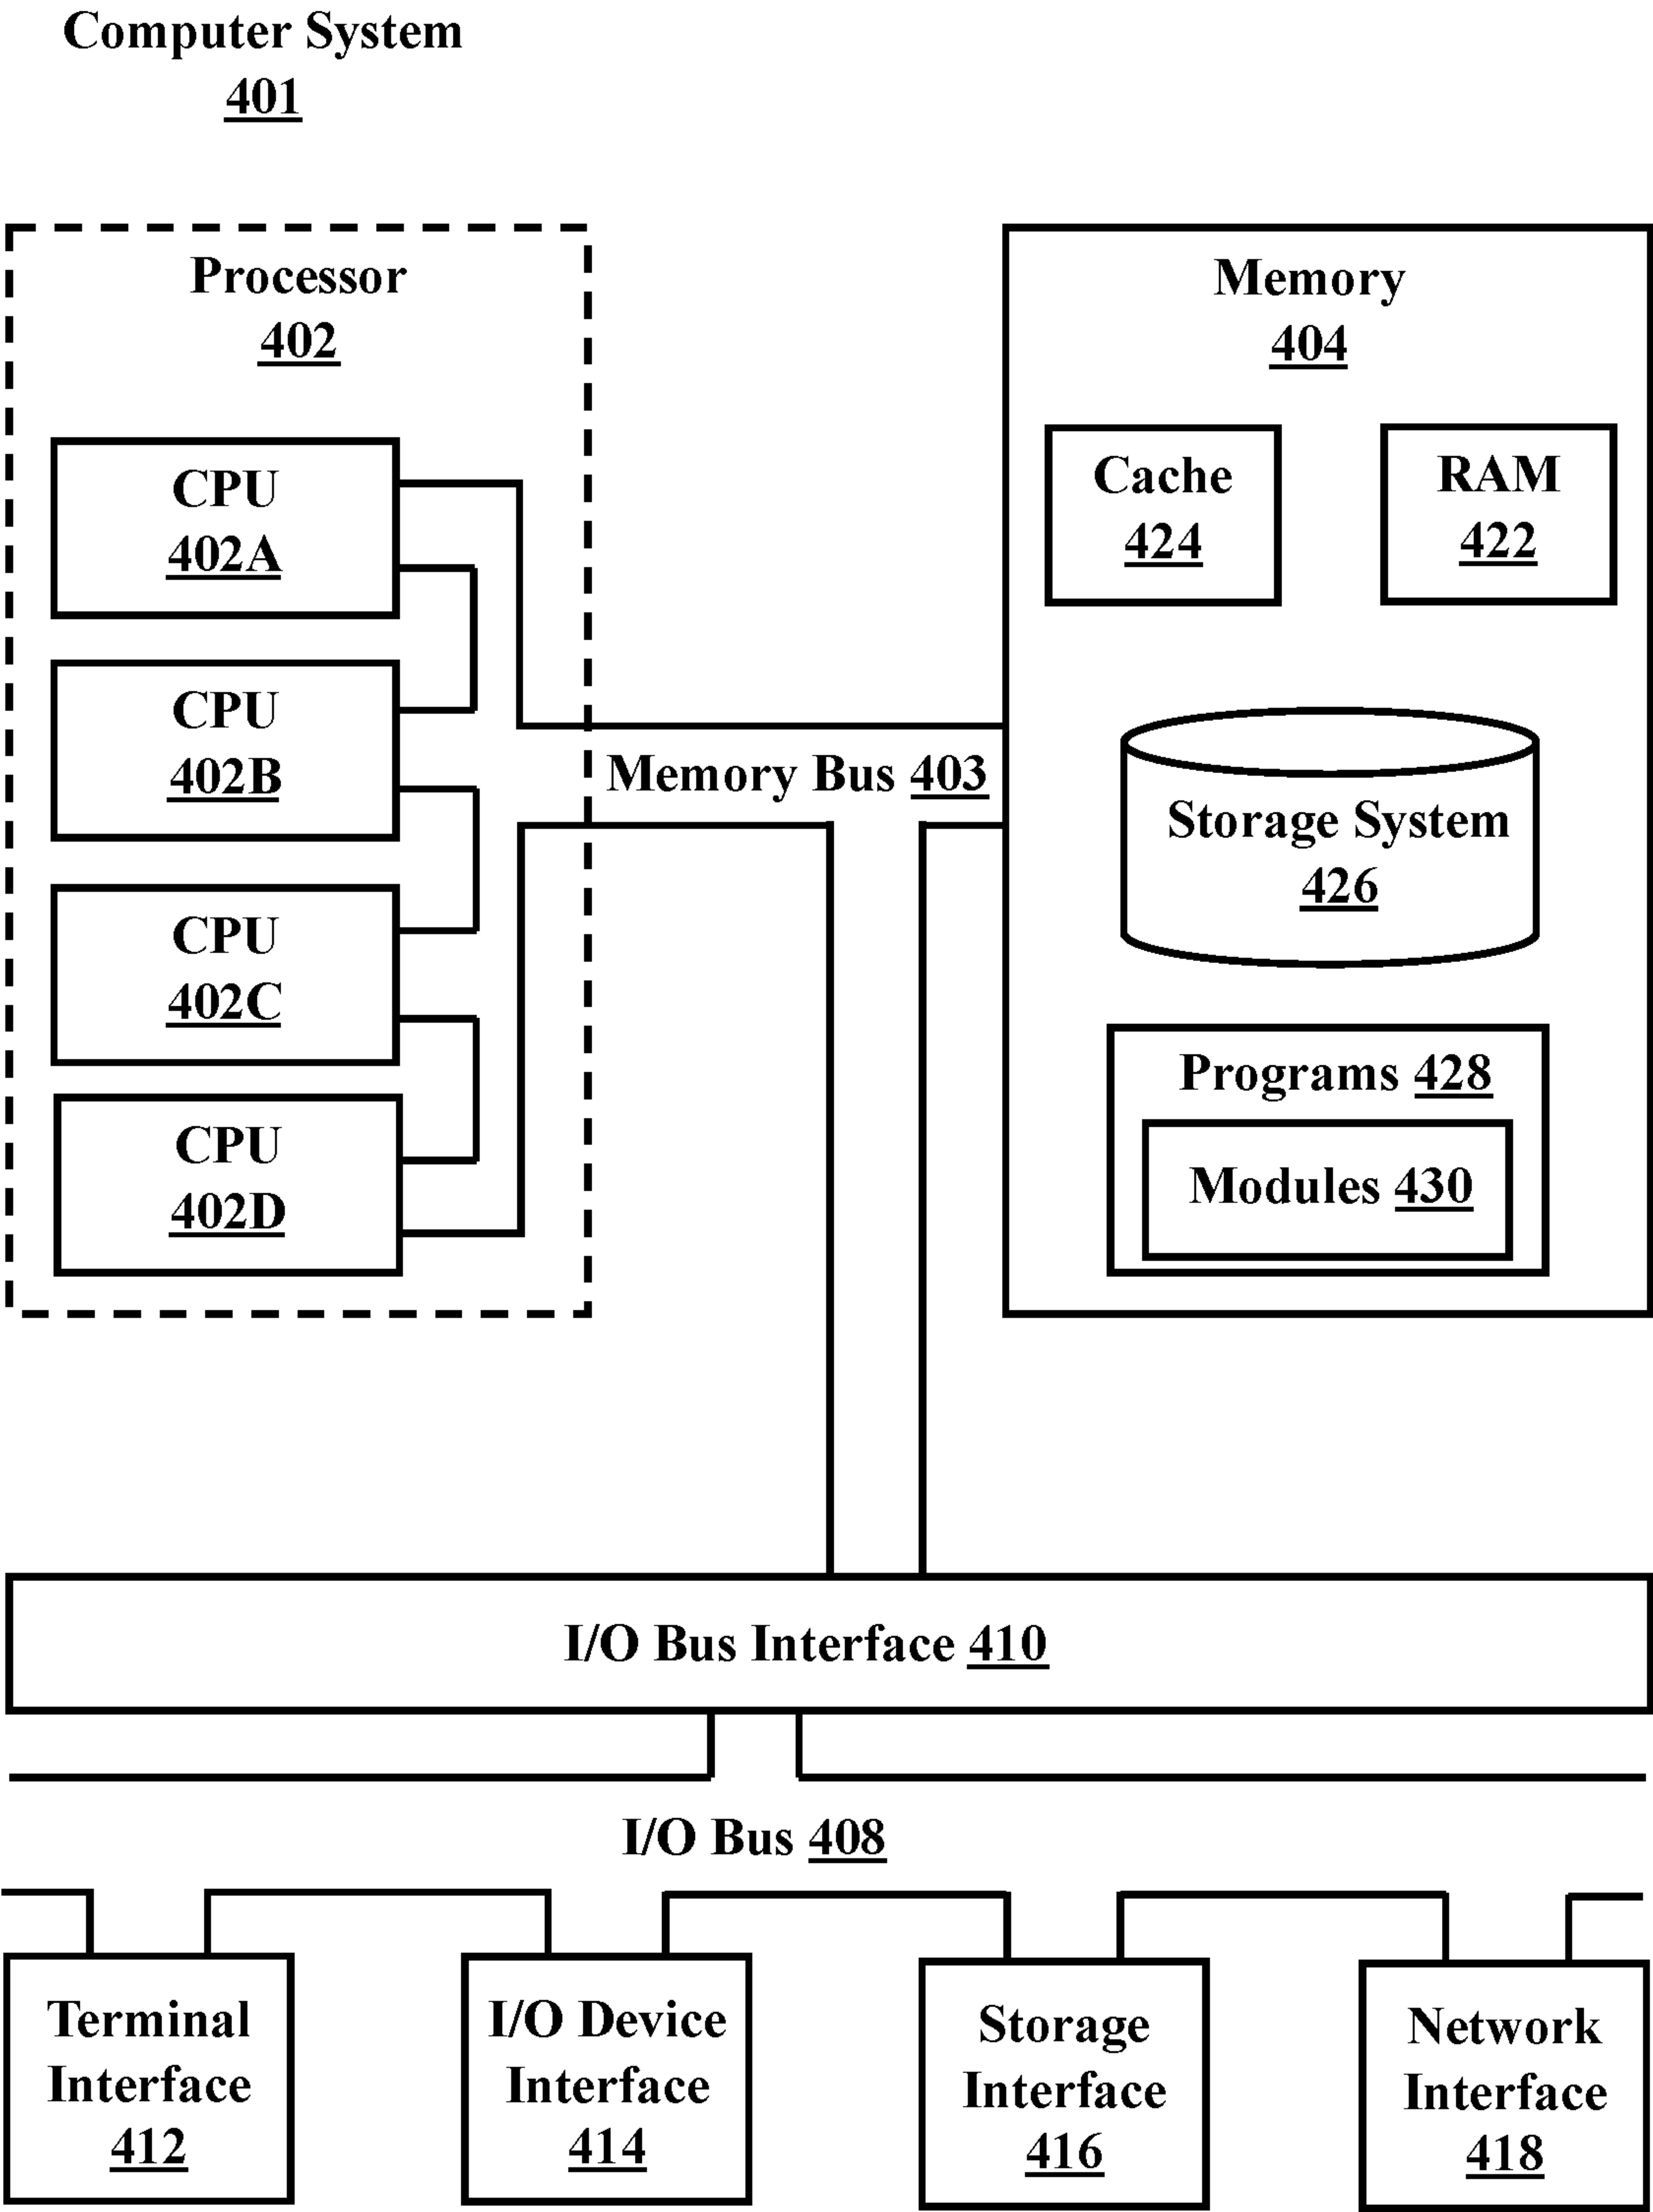 Computer System
401
Processor
402
CPU
402A
CPU
402B
CPU
402C
CPU
402D
Memory Bus 403
Memory
404
Cache
424
RAM
422
Storage System
426
Programs 428
Modules 430
I/O Bus Interface 410
I/O Bus 408
Terminal
Interface
412
I/O Device
Interface
414
Storage
Interface
416
Network
Interface
418